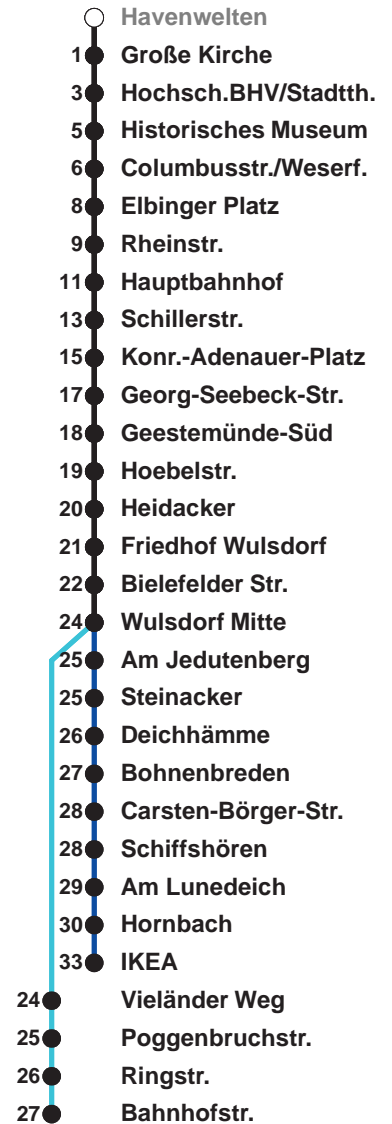 Havenwelten
1 Große Kirche
3 Hochsch.BHV/Stadtth.
5 Historisches Museum
6 Columbusstr./Weserf.
8 Elbinger Platz
9 Rheinstr.
11 Hauptbahnhof
13 Schillerstr.
15 Konr.-Adenauer-Platz
17 Georg-Seebeck-Str.
18 Geestemünde-Süd
19 Hoebelstr.
20 Heidacker
21 Friedhof Wulsdorf
22 Bielefelder Str.
24 Wulsdorf Mitte
25 Am Jedutenberg
25 Steinacker
26 Deichhämme
27 Bohnenbreden
28 Carsten-Börger-Str.
28 Schiffshören
29 Am Lunedeich
30 Hornbach
33 IKEA
24 Vieländer Weg
25 Poggenbruchstr.
26 Ringstr.
27 Bahnhofstr.